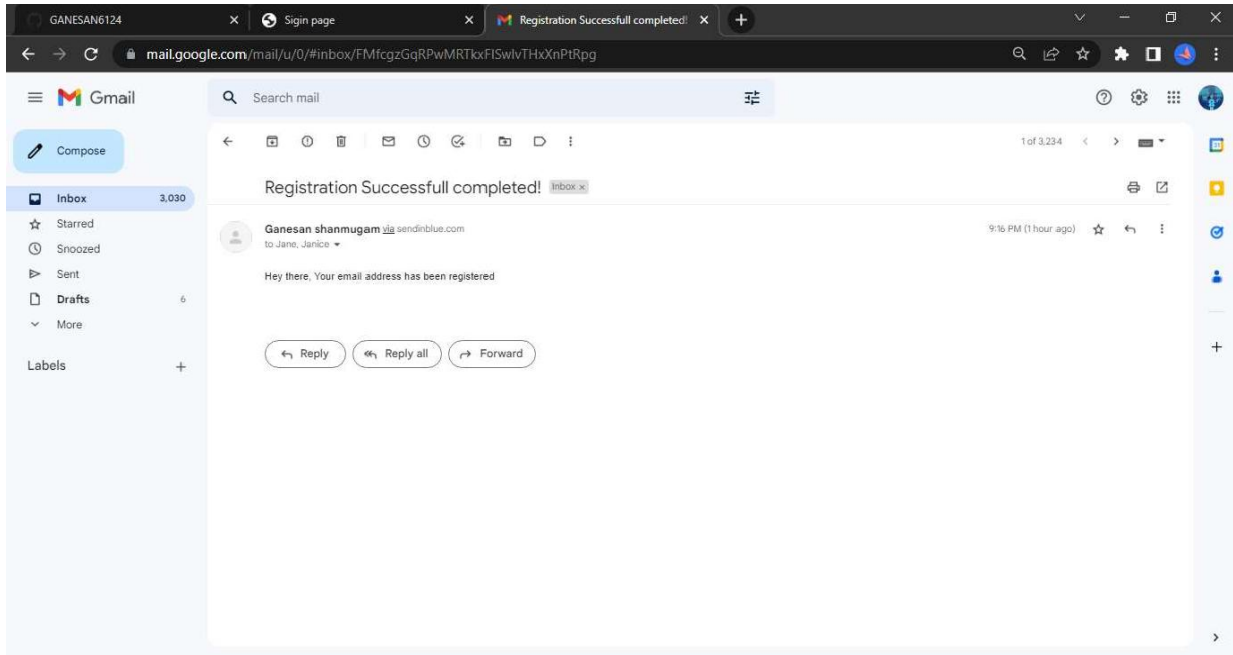 GANESAN6124
Sigin page
Registration Successfull completed!
mail.google.com/mail/u/0/#inbox/FMfcgzGqRPwMRTkxFlSwlvTHxXnPtRpg
Gmail
Search mail
Compose
1 of 3,234
Registration Successfull completed! Inbox x
Inbox 3,030
Starred
Snoozed
Sent
Drafts 6
More
Labels
Ganesan shanmugam via sendinblue.com
9:16 PM (1 hour ago)
to Jane, Janice
Hey there, Your email address has been registered
Reply
Reply all
Forward